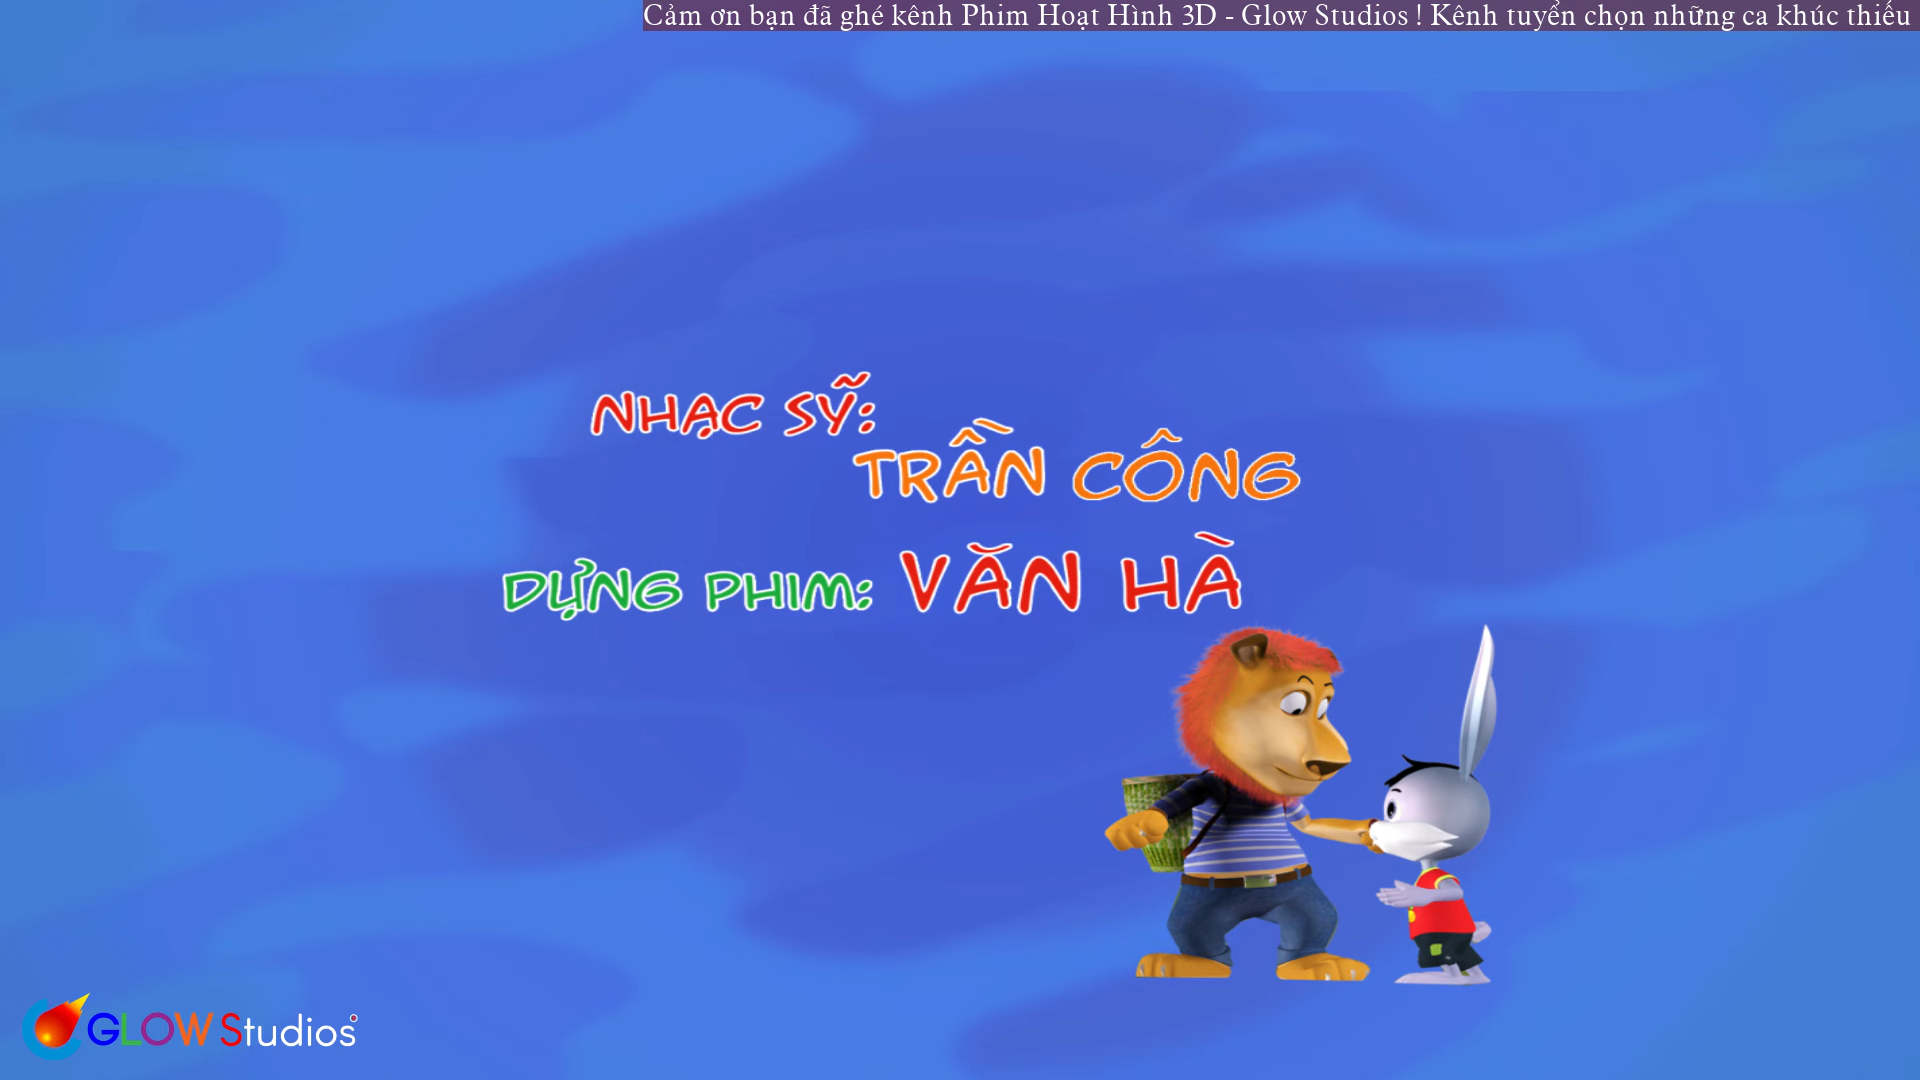 Cảm ơn bạn đã ghé kênh Phim Hoạt Hình 3D - Glow Studios ! Kênh tuyển chọn những ca khúc thiếu
NHẠC SỸ:
TRẦN CÔNG
DỰNG PHIM: VĂN HÀ
GLOW Studios